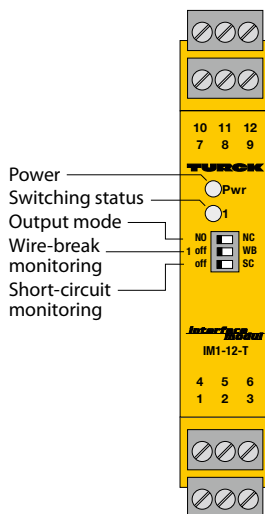 10 11 12
7 8 9
TURCK
Power
Pwr
Switching status
1
Output mode
NO NC
Wire-break
monitoring
1 off WB
off SC
Short-circuit
monitoring
Interface
Modul
IM1-12-T
4 5 6
1 2 3